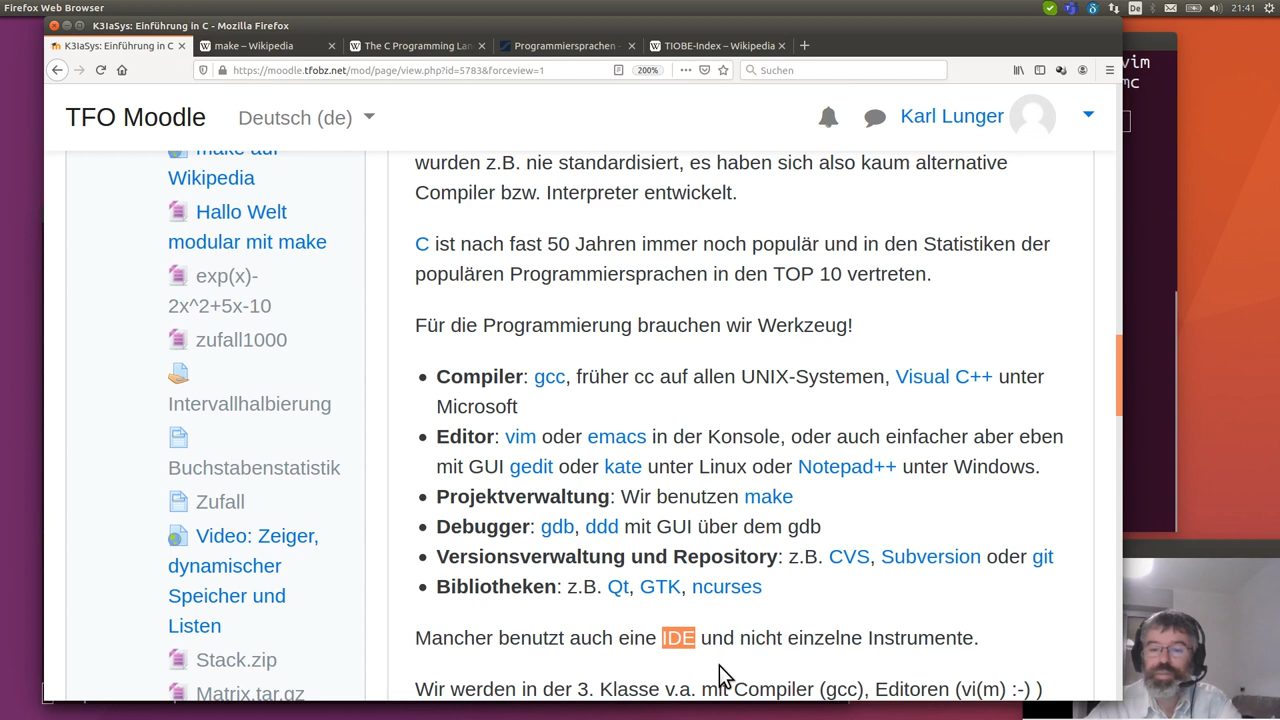 Firefox Web Browser
De
21:41
K3IaSys: Einführung in C - Mozilla Firefox
K3IaSys: Einführung in C
make – Wikipedia
The C Programming Lan
Programmiersprachen -
TIOBE-Index – Wikipedia
https://moodle.tfobz.net/mod/page/view.php?id=5783&forceview=1
200%
Suchen
vim
mc
TFO Moodle
Deutsch (de)
Karl Lunger
make auf
Wikipedia
Hallo Welt
modular mit make
exp(x)-
2x^2+5x-10
zufall1000
Intervallhalbierung
Buchstabenstatistik
Zufall
Video: Zeiger,
dynamischer
Speicher und
Listen
Stack.zip
Matrix.tar.gz
wurden z.B. nie standardisiert, es haben sich also kaum alternative
Compiler bzw. Interpreter entwickelt.
C ist nach fast 50 Jahren immer noch populär und in den Statistiken der
populären Programmiersprachen in den TOP 10 vertreten.
Für die Programmierung brauchen wir Werkzeug!
Compiler: gcc, früher cc auf allen UNIX-Systemen, Visual C++ unter
Microsoft
Editor: vim oder emacs in der Konsole, oder auch einfacher aber eben
mit GUI gedit oder kate unter Linux oder Notepad++ unter Windows.
Projektverwaltung: Wir benutzen make
Debugger: gdb, ddd mit GUI über dem gdb
Versionsverwaltung und Repository: z.B. CVS, Subversion oder git
Bibliotheken: z.B. Qt, GTK, ncurses
Mancher benutzt auch eine IDE und nicht einzelne Instrumente.
Wir werden in der 3. Klasse v.a. mit Compiler (gcc), Editoren (vi(m) :-) )